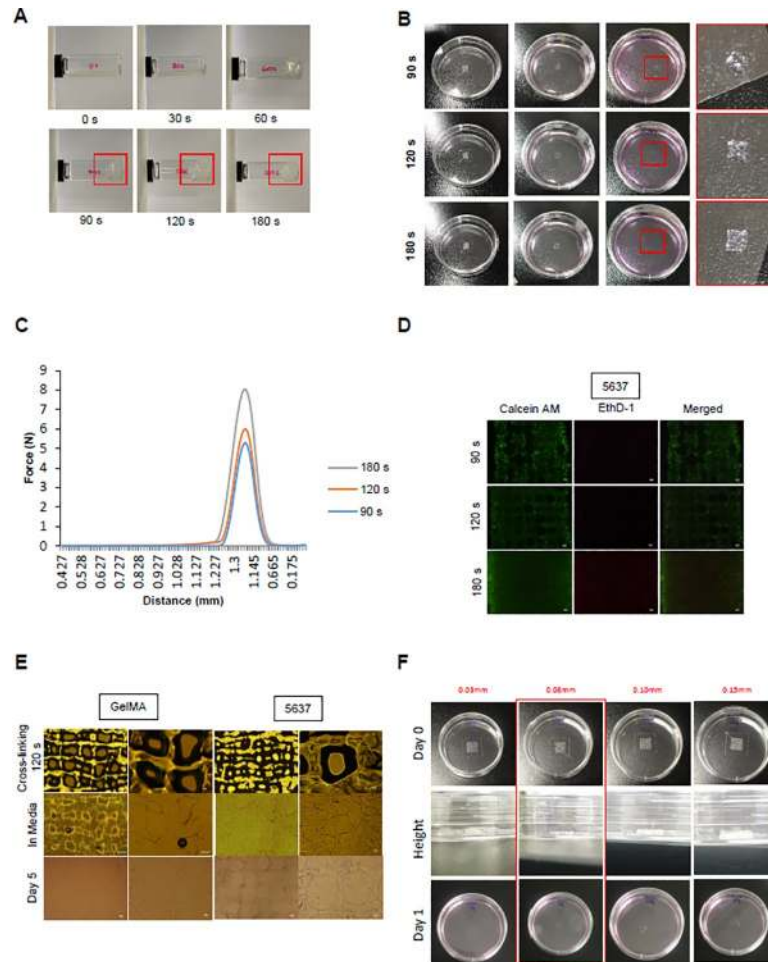 A
0 s
30 s
60 s
90 s
120 s
180 s
B
90 s
120 s
180 s
C
Force (N)
9
8
7
6
5
4
3
2
1
0
0.427
0.528
0.627
0.727
0.828
0.927
1.028
1.127
1.227
1.3
1.145
0.665
0.175
Distance (mm)
180 s
120 s
90 s
D
5637
Calcein AM
EthD-1
Merged
90 s
120 s
180 s
E
GelMA
5637
Cross-linking
120 s
In Media
Day 5
F
0.10mm
0.15mm
Day 0
Height
Day 1